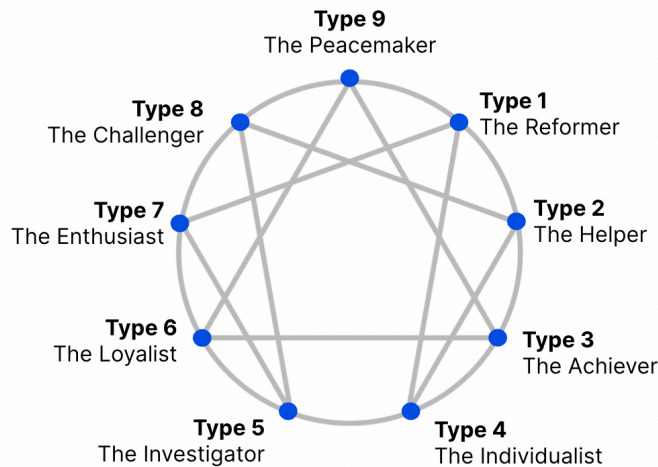 Type 9
The Peacemaker
Type 8
The Challenger
Type 1
The Reformer
Type 7
The Enthusiast
Type 2
The Helper
Type 6
The Loyalist
Type 3
The Achiever
Type 5
The Investigator
Type 4
The Individualist